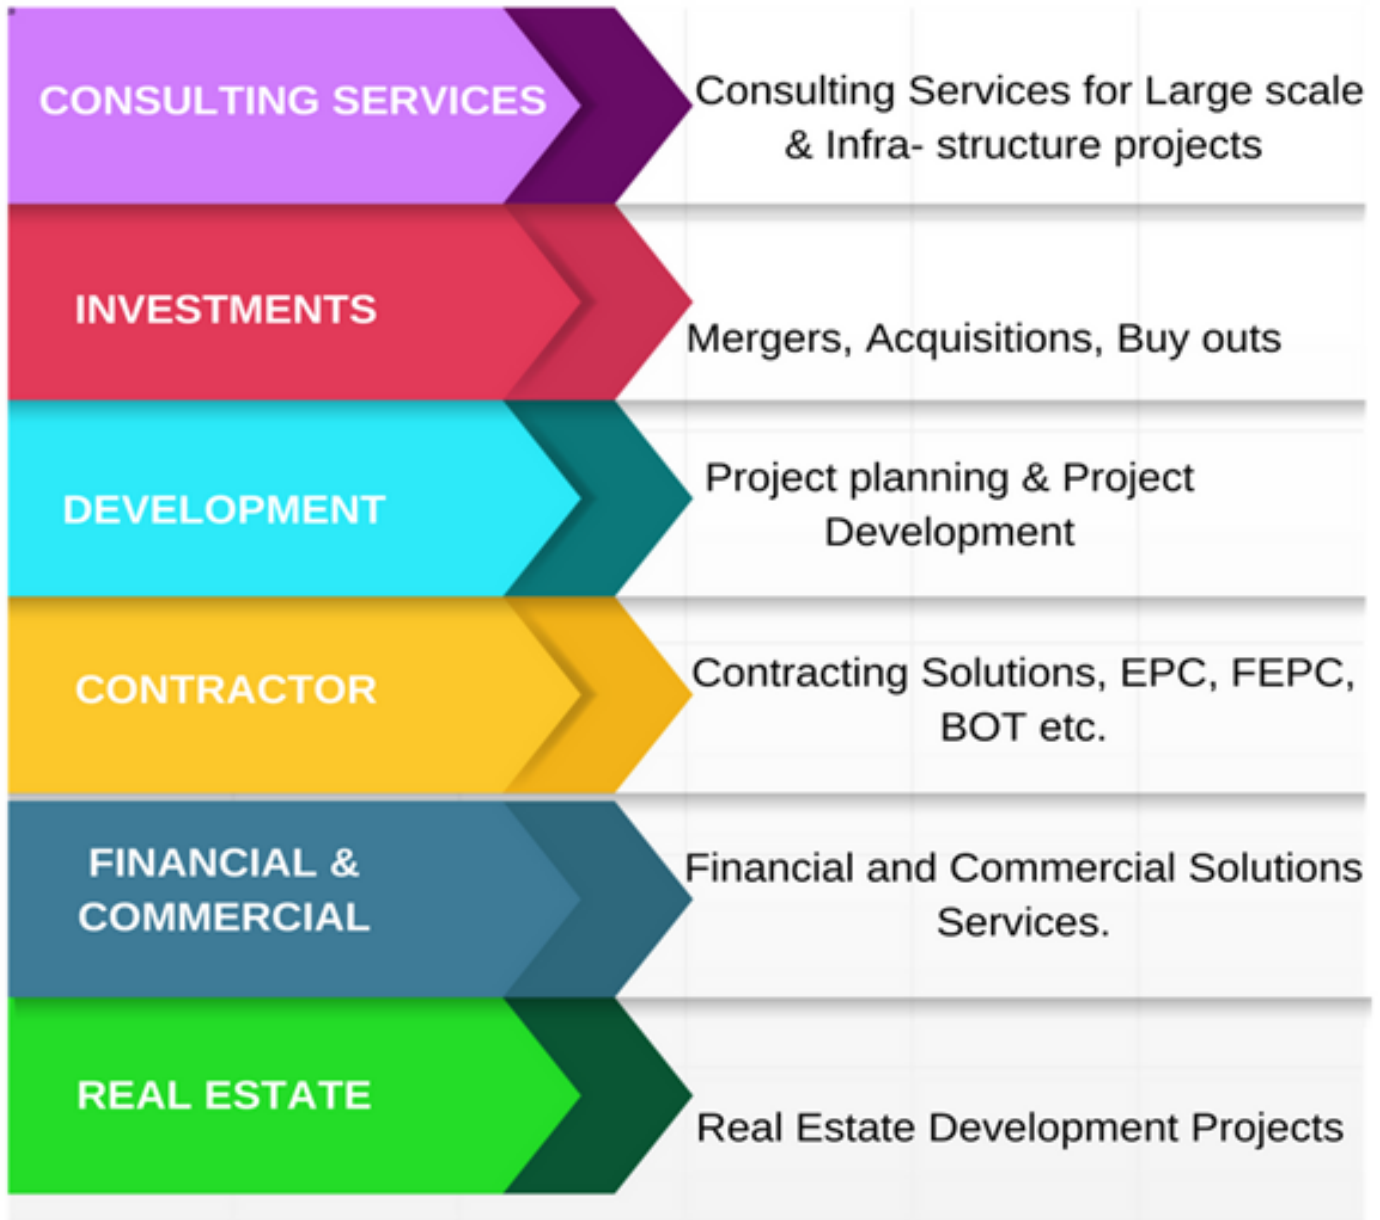 CONSULTING SERVICES
Consulting Services for Large scale
& Infra- structure projects
INVESTMENTS
Mergers, Acquisitions, Buy outs
DEVELOPMENT
Project planning & Project
Development
CONTRACTOR
Contracting Solutions, EPC, FEPC,
BOT etc.
FINANCIAL &
COMMERCIAL
Financial and Commercial Solutions
Services.
REAL ESTATE
Real Estate Development Projects